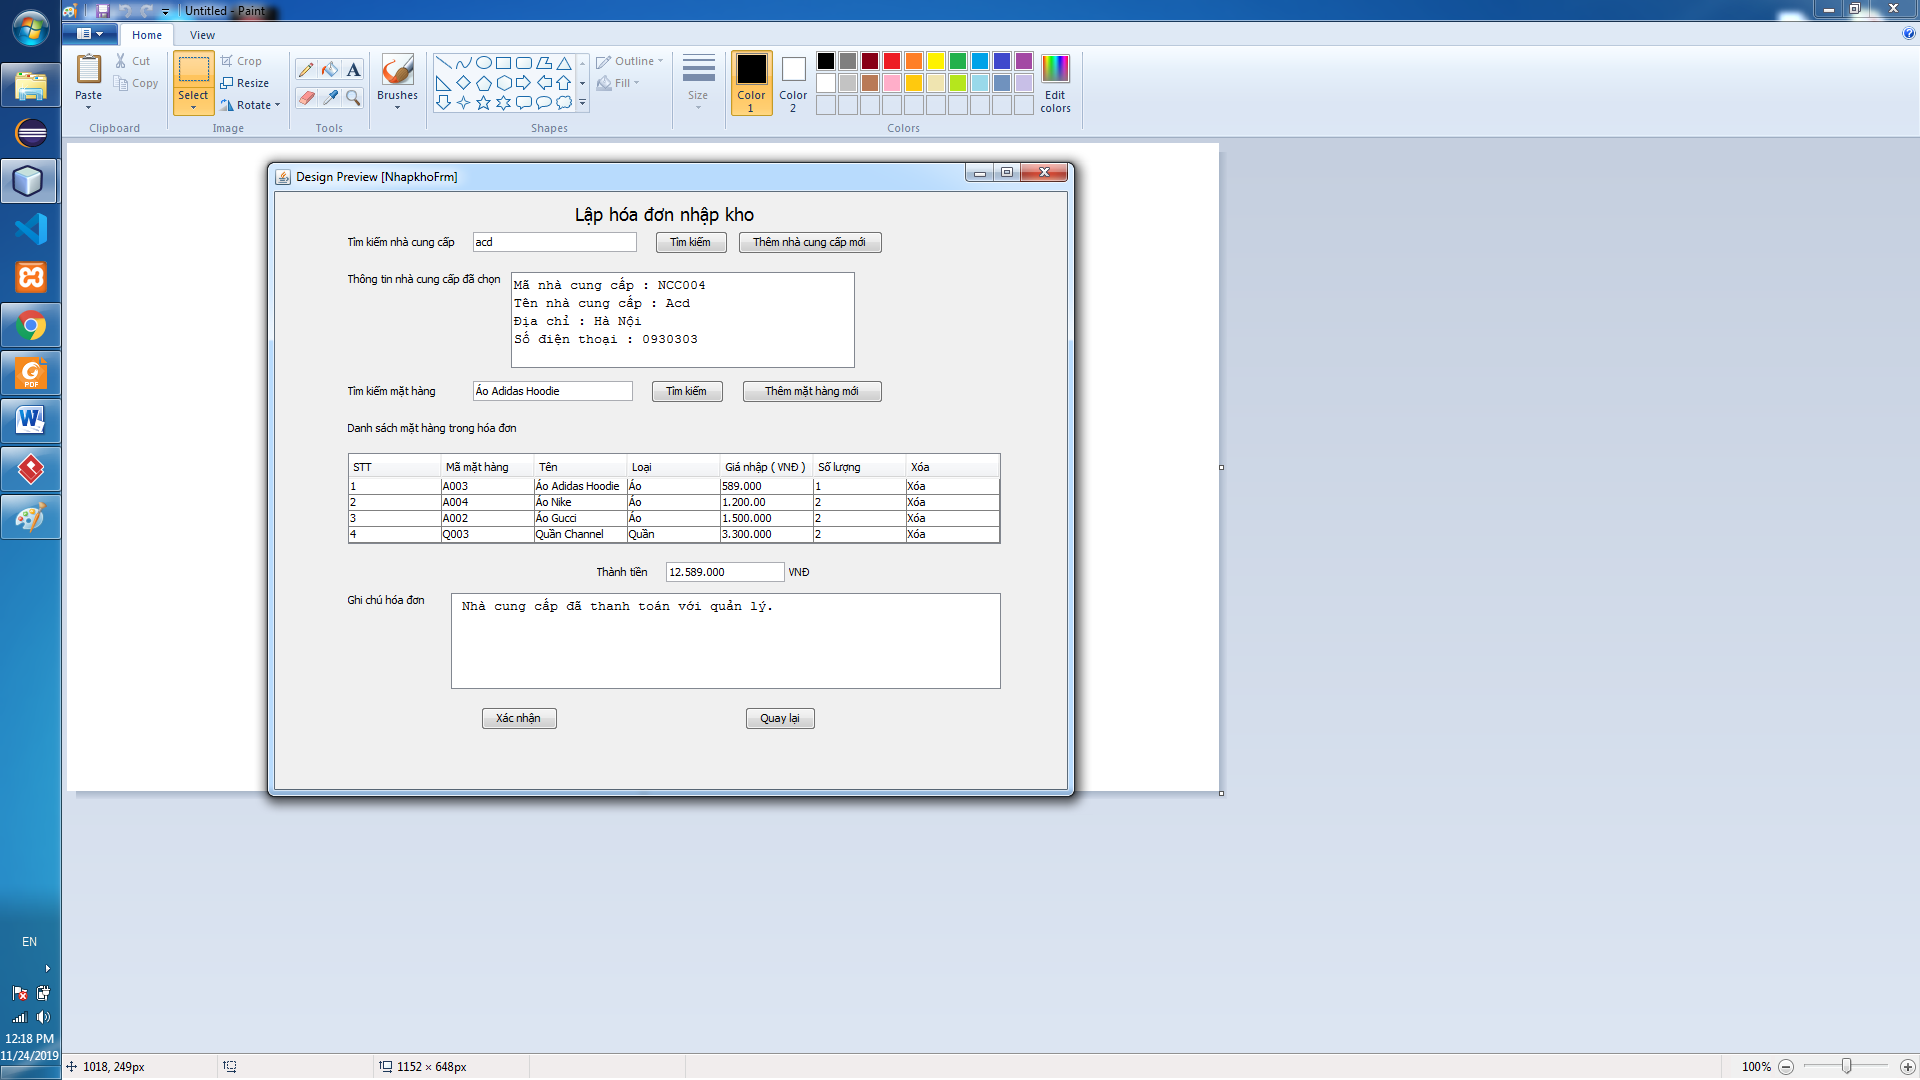 Untitled - Paint
Home View
Paste
Cut
Copy
Clipboard
Select
Crop
Resize
Rotate
Image
Tools
Brushes
Shapes
Outline
Fill
Size
Color 1
Color 2
Edit colors
Colors
Design Preview [NhapkhoFrm]
Lập hóa đơn nhập kho
Tìm kiếm nhà cung cấp acd Tìm kiếm Thêm nhà cung cấp mới
Thông tin nhà cung cấp đã chọn
Mã nhà cung cấp : NCC004
Tên nhà cung cấp : Acd
Địa chỉ : Hà Nội
Số điện thoại : 0930303
Tìm kiếm mặt hàng Áo Adidas Hoodie Tìm kiếm Thêm mặt hàng mới
Danh sách mặt hàng trong hóa đơn
STT Mã mặt hàng Tên Loại Giá nhập ( VNĐ ) Số lượng Xóa
1 A003 Áo Adidas Hoodie Áo 589.000 1 Xóa
2 A004 Áo Nike Áo 1.200.00 2 Xóa
3 A002 Áo Gucci Áo 1.500.000 2 Xóa
4 Q003 Quần Channel Quần 3.300.000 2 Xóa
Thành tiền 12.589.000 VNĐ
Ghi chú hóa đơn Nhà cung cấp đã thanh toán với quản lý.
Xác nhận Quay lại
PDF
EN
12:18 PM
11/24/2019
1018, 249px
1152 × 648px
100%